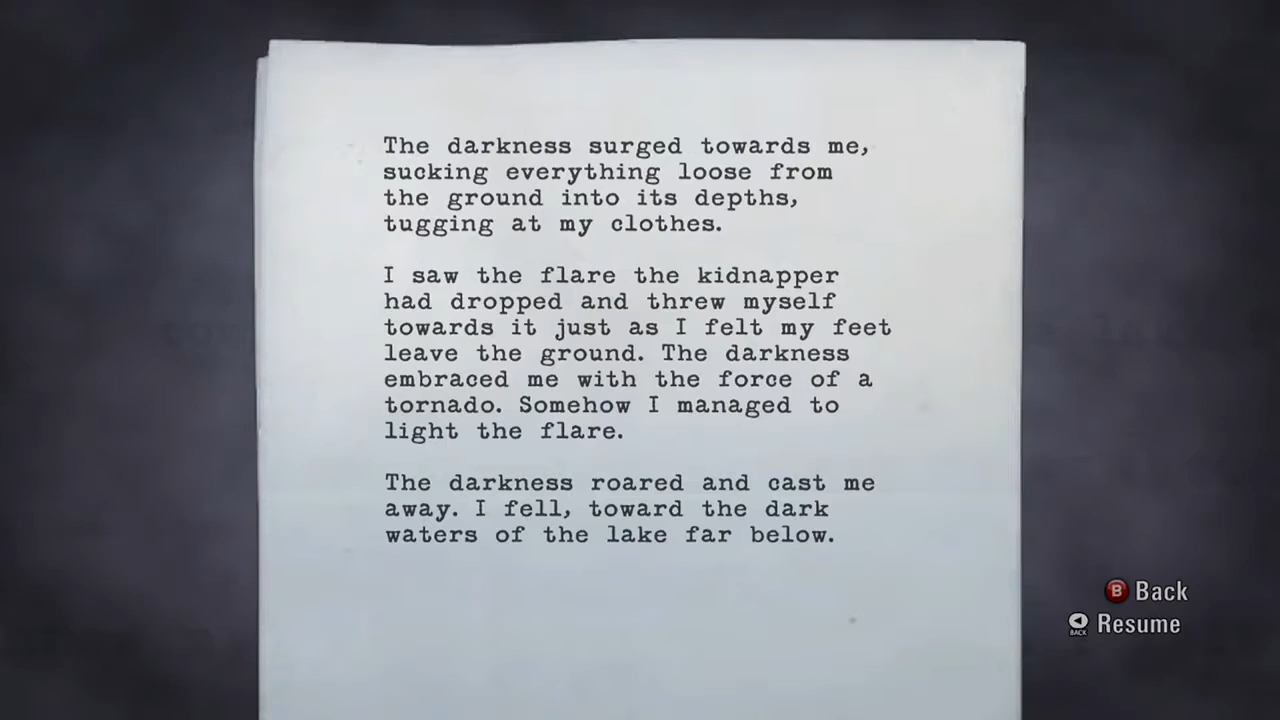 The darkness surged towards me,
sucking everything loose from
the ground into its depths,
tugging at my clothes.
I saw the flare the kidnapper
had dropped and threw myself
towards it just as I felt my feet
leave the ground. The darkness
embraced me with the force of a
tornado. Somehow I managed to
light the flare.
The darkness roared and cast me
away. I fell, toward the dark
waters of the lake far below.
B Back
BACK Resume